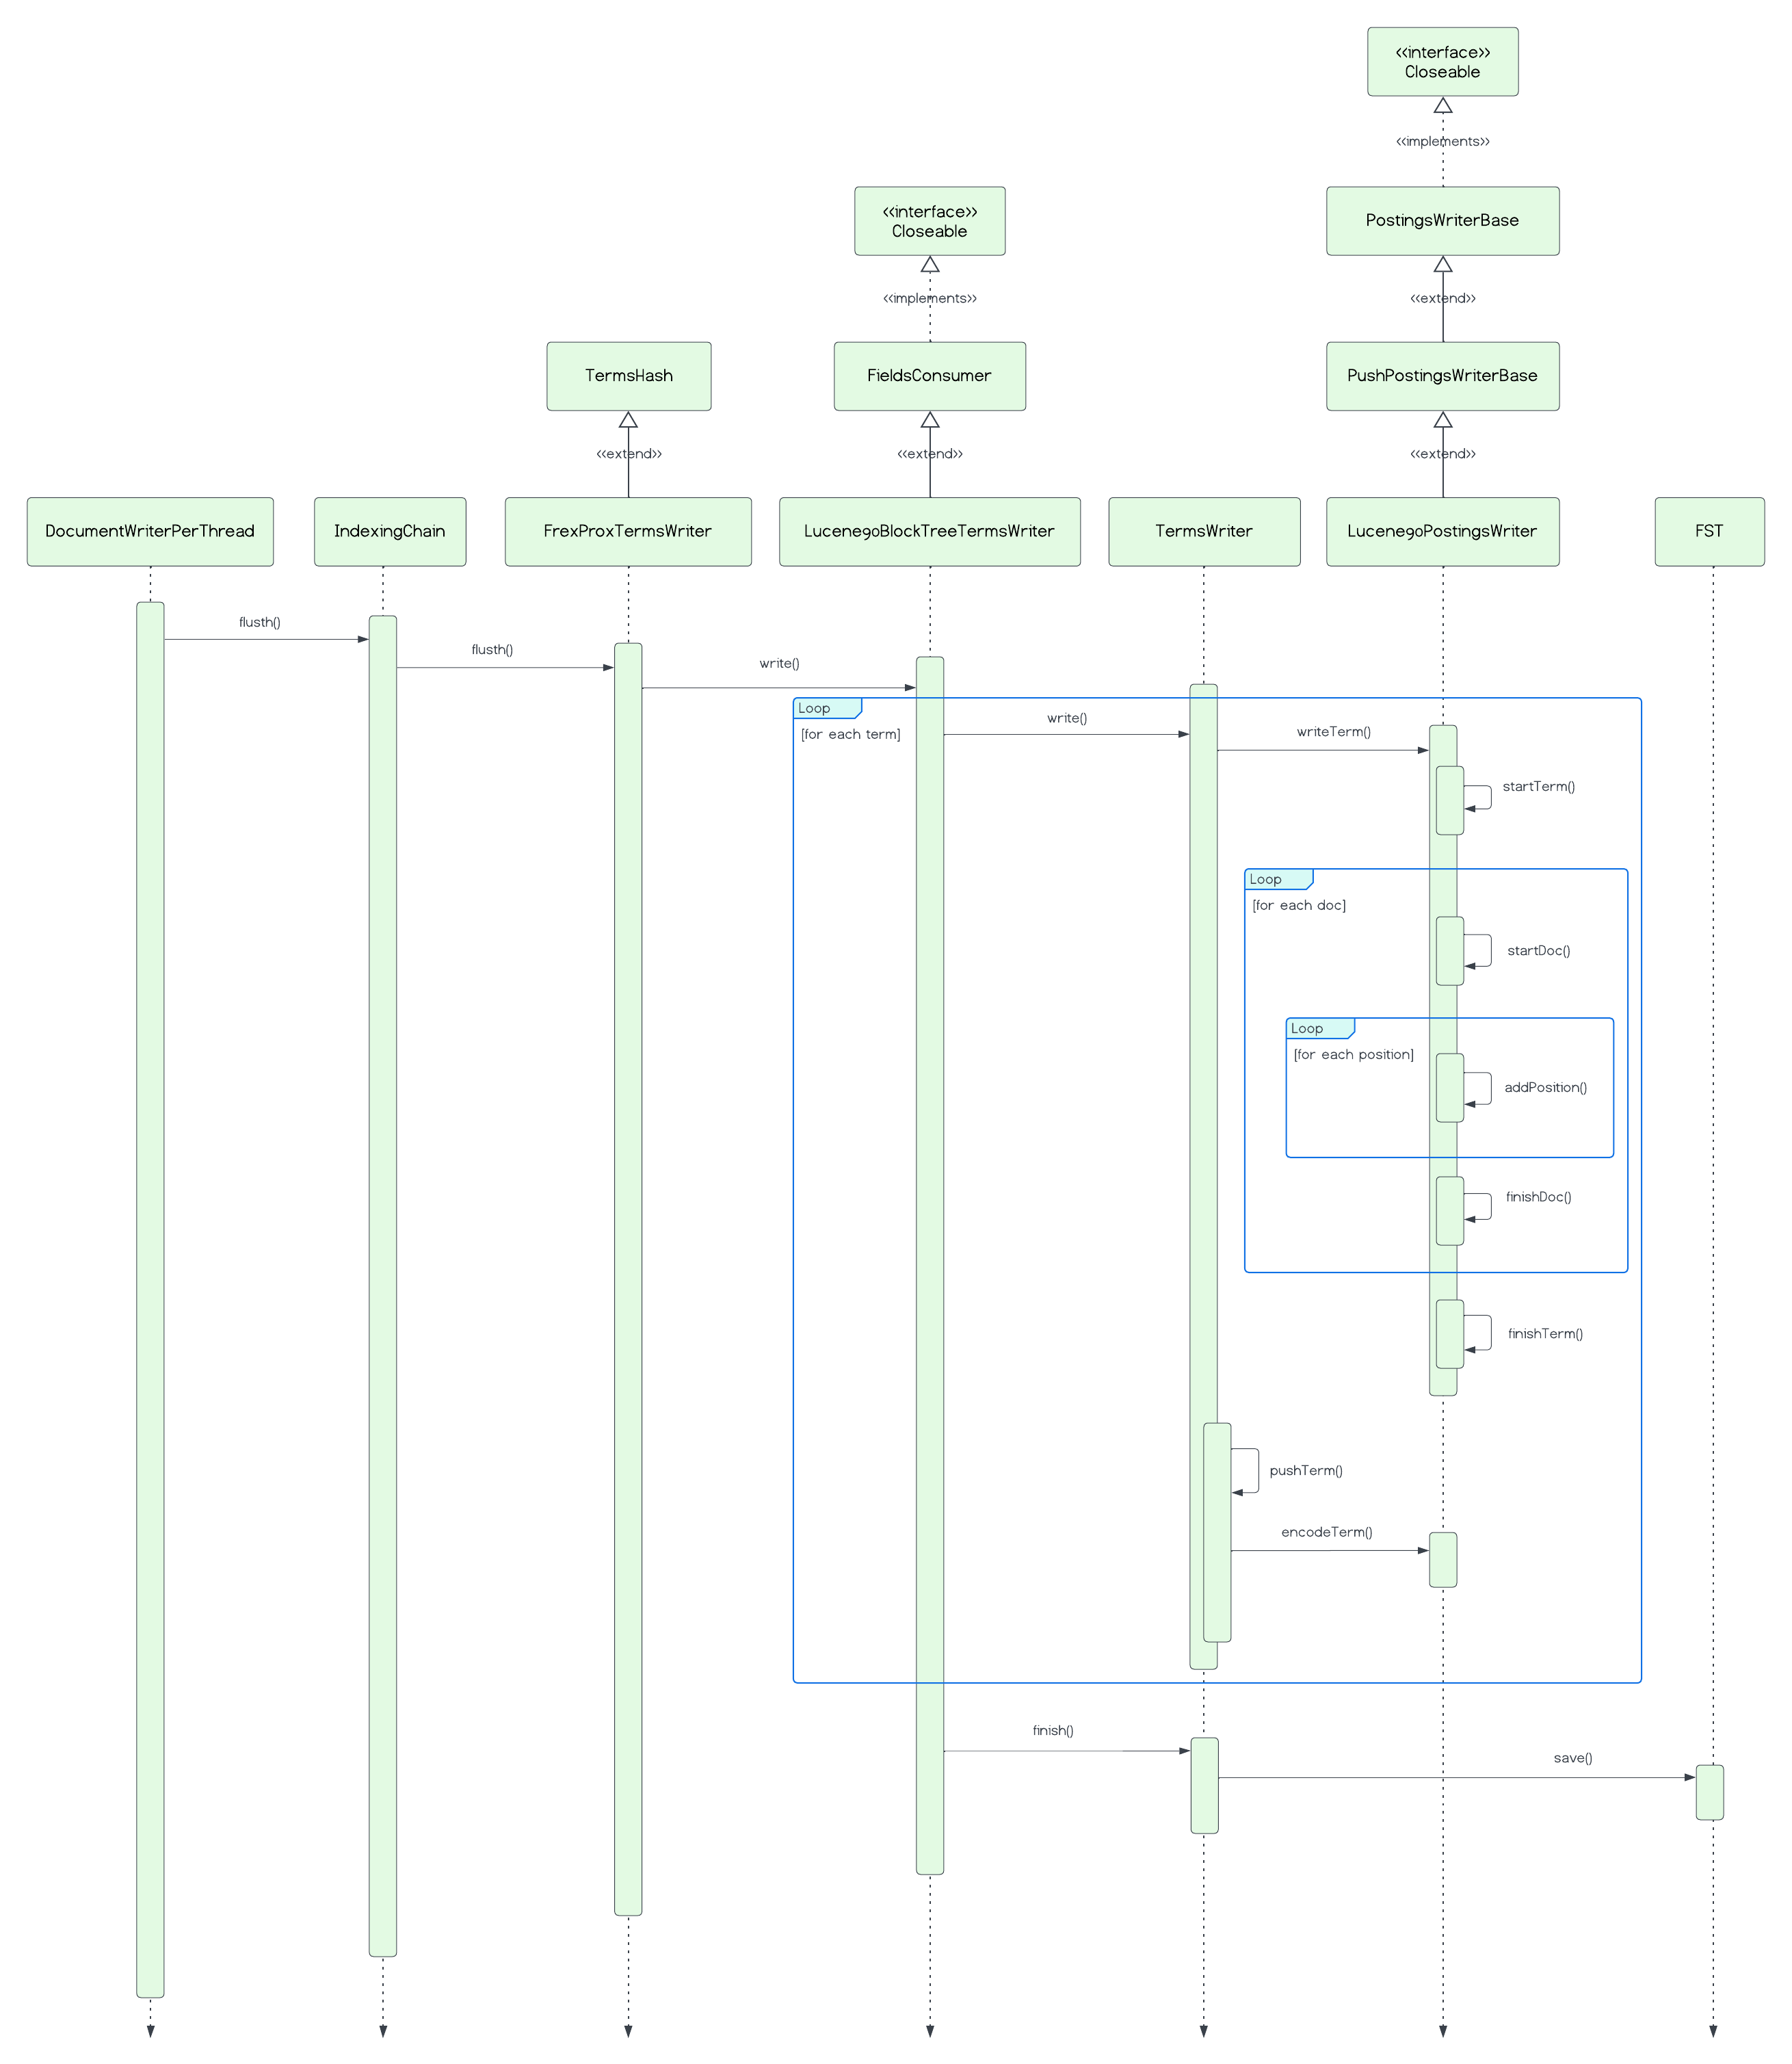 <<interface>>
Closeable
<<implements>>
<<interface>>
Closeable
PostingsWriterBase
<<implements>>
<<extend>>
TermsHash
FieldsConsumer
PushPostingsWriterBase
<<extend>>
<<extend>>
<<extend>>
DocumentWriterPerThread
IndexingChain
FrexProxTermsWriter
Lucene90BlockTreeTermsWriter
TermsWriter
Lucene90PostingsWriter
FST
flusth()
flusth()
write()
Loop
[for each term]
write()
writeTerm()
startTerm()
Loop
[for each doc]
startDoc()
Loop
[for each position]
addPosition()
finishDoc()
finishTerm()
pushTerm()
encodeTerm()
finish()
save()